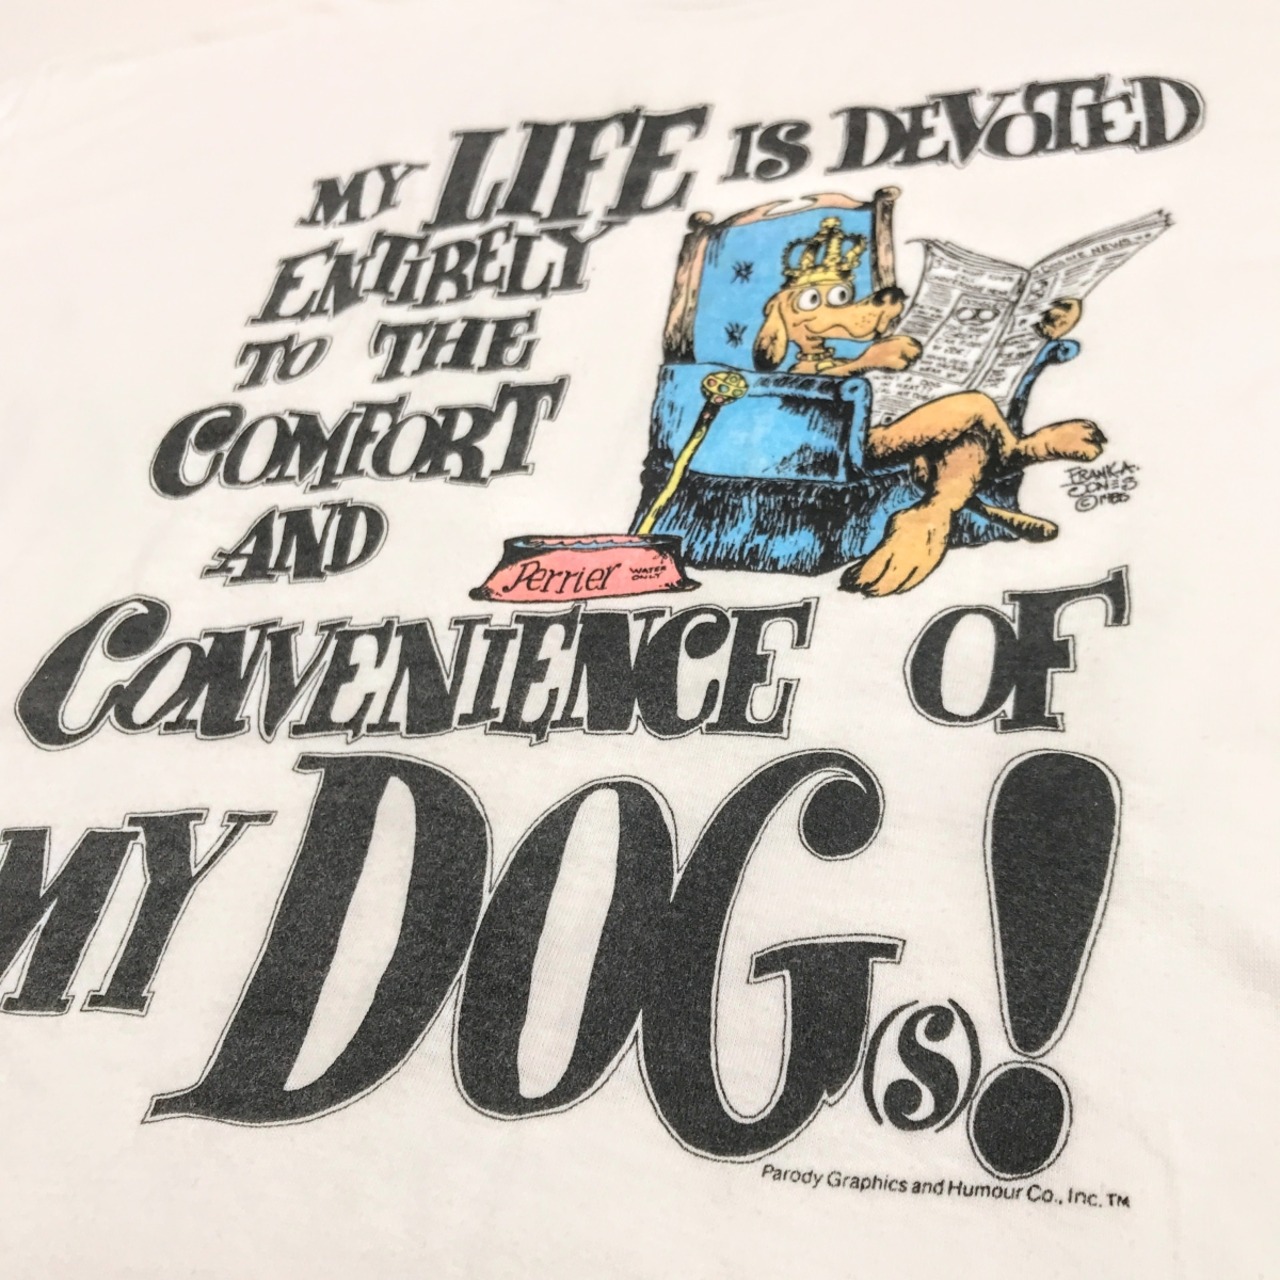 MY LIFE IS DEVOTED
ENTIRELY
TO THE
COMFORT
AND
CONVENIENCE OF
MY DOG(S)!
NEWS
FRANK A.
JONES
Perrier WATER
ONLY
Parody Graphics and Humour Co., Inc. TM